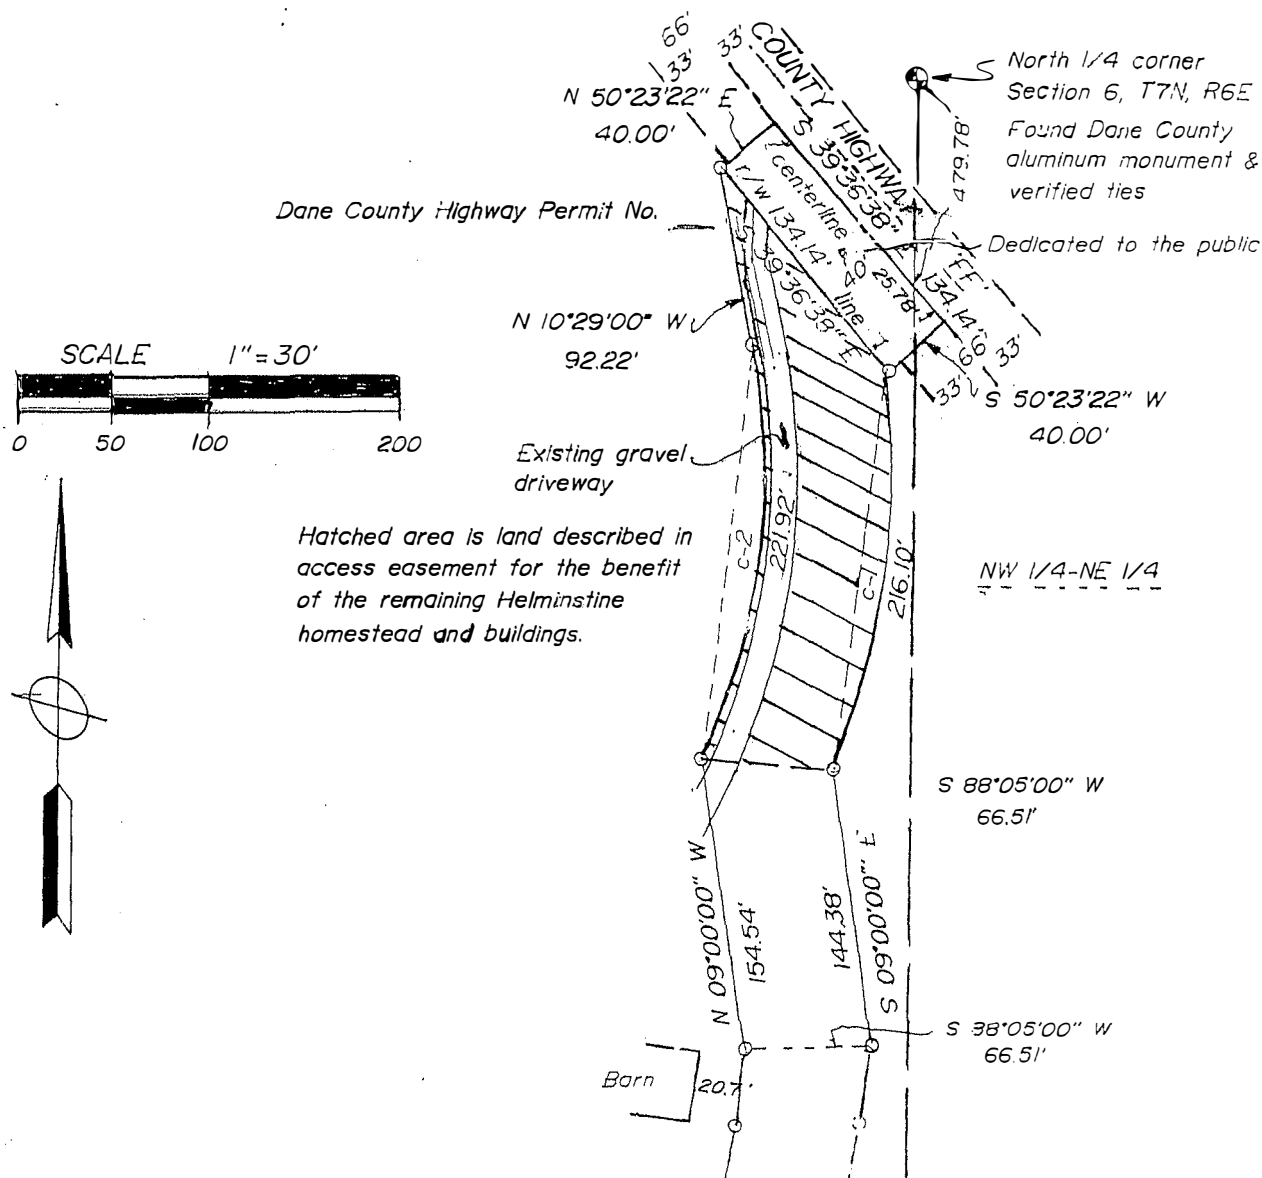 66'
33'
33'
COUNTY HIGHWAY "FF"
North 1/4 corner
Section 6, T7N, R6E
Found Dane County
aluminum monument &
verified ties
479.78'
N 50°23'22" E
40.00'
S 39°36'38" E
134.14'
centerline to
r/w line
r/w 134.14'
S 39°36'38" E
25.78'
Dedicated to the public
Dane County Highway Permit No.
N 10°29'00" W
92.22'
33'
66'
33'
S 50°23'22" W
40.00'
SCALE 1"=30'
0 50 100 200
Existing gravel
driveway
Hatched area is land described in
access easement for the benefit
of the remaining Helminstine
homestead and buildings.
c-2
221.92'
c-1
216.10'
NW 1/4-NE 1/4
S 88°05'00" W
66.51'
N 09°00'00" W
154.54'
144.38'
S 09°00'00" E
S 38°05'00" W
66.51'
Barn
20.7'